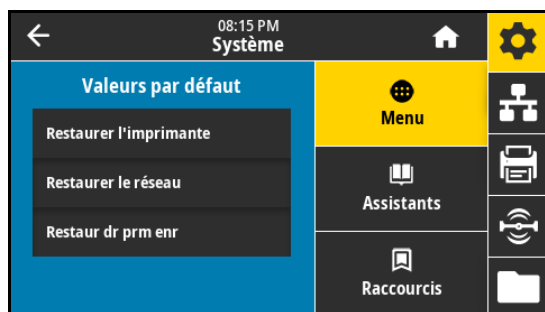 08:15 PM
Système
Valeurs par défaut
Restaurer l'imprimante
Restaurer le réseau
Restaur dr prm enr
Menu
Assistants
Raccourcis